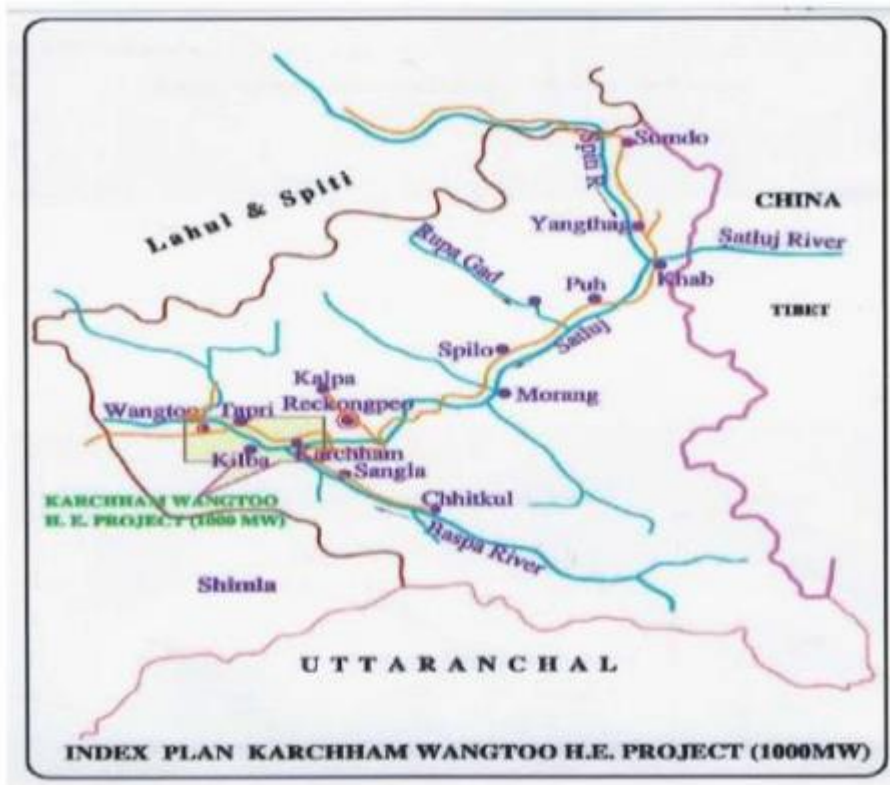 Sumdo
Spiti R.
Lahul & Spiti
CHINA
Yangthap
Satluj River
Rupa Gad
Khab
Puh
TIBET
Satluj
Spilo
Kalpa
Morang
Reckongpeo
Wangtoo
Tapri
Karchham
Kilba
Sangla
KARCHHAM WANGTOO
H. E. PROJECT (1000 MW)
Chhitkul
Baspa River
Shimla
UTTARANCHAL
INDEX PLAN KARCHHAM WANGTOO H.E. PROJECT (1000MW)